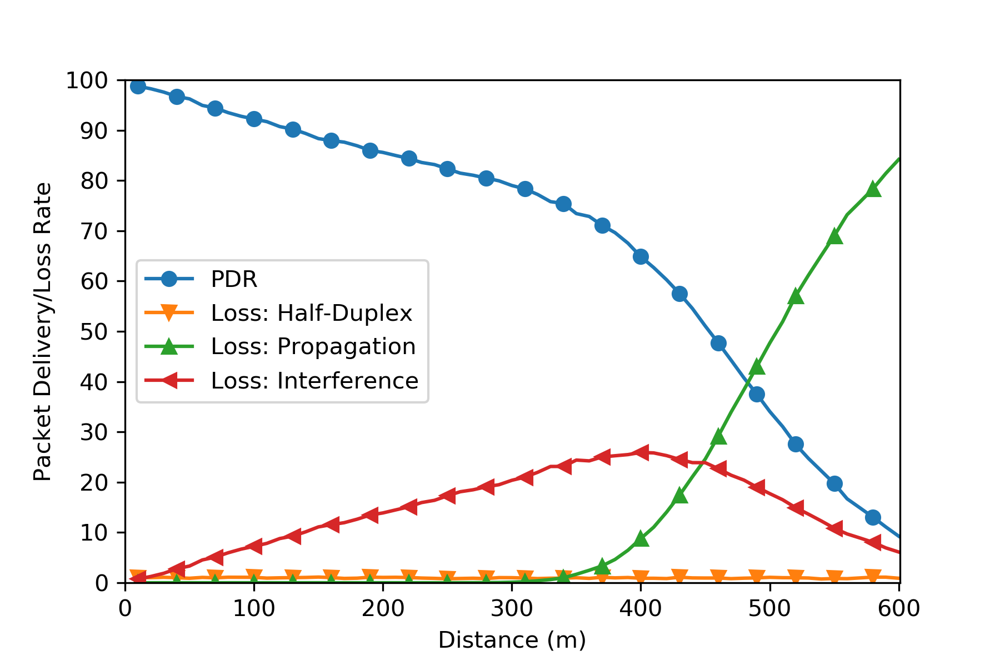 100
90
80
70
60
50
40
30
20
10
0
Packet Delivery/Loss Rate
PDR
Loss: Half-Duplex
Loss: Propagation
Loss: Interference
0 100 200 300 400 500 600
Distance (m)